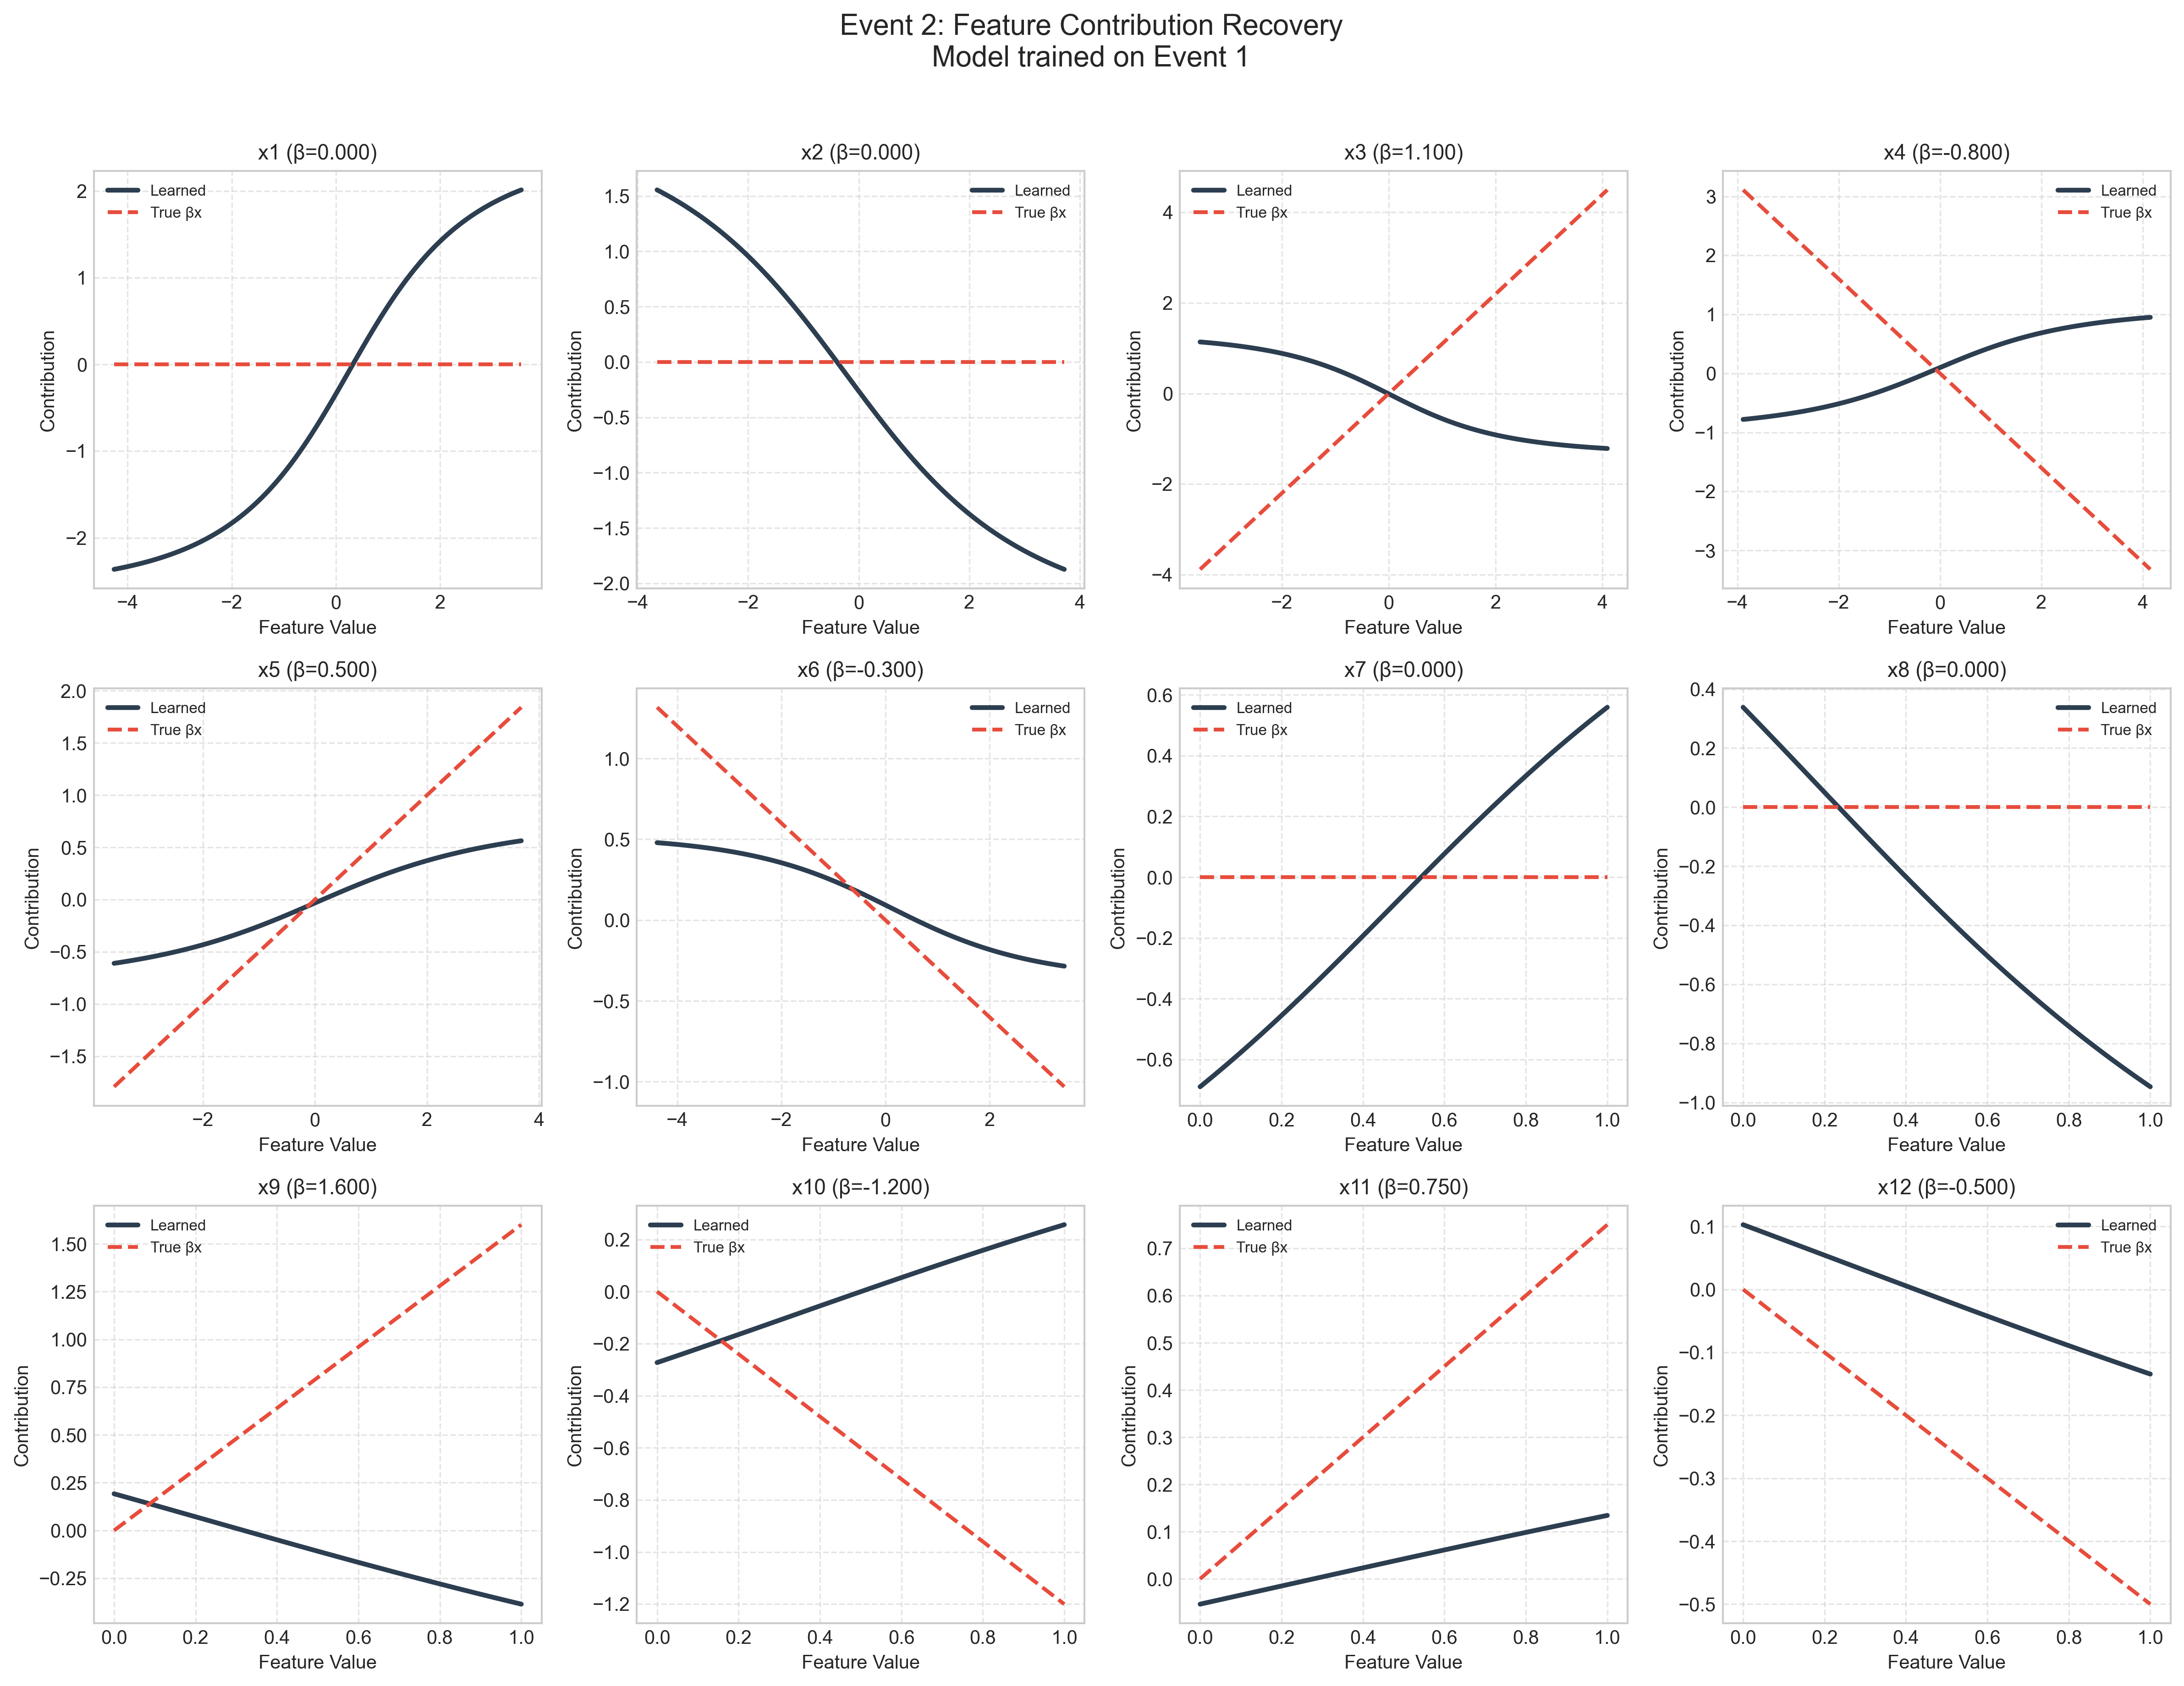 Event 2: Feature Contribution Recovery
Model trained on Event 1
x1 (β=0.000)
Learned
True βx
2
1
0
−1
−2
Contribution
−4 −2 0 2
Feature Value
x2 (β=0.000)
Learned
True βx
1.5
1.0
0.5
0.0
−0.5
−1.0
−1.5
−2.0
Contribution
−4 −2 0 2 4
Feature Value
x3 (β=1.100)
Learned
True βx
4
2
0
−2
−4
Contribution
−2 0 2 4
Feature Value
x4 (β=-0.800)
Learned
True βx
3
2
1
0
−1
−2
−3
Contribution
−4 −2 0 2 4
Feature Value
x5 (β=0.500)
Learned
True βx
2.0
1.5
1.0
0.5
0.0
−0.5
−1.0
−1.5
Contribution
−2 0 2 4
Feature Value
x6 (β=-0.300)
Learned
True βx
1.0
0.5
0.0
−0.5
−1.0
Contribution
−4 −2 0 2
Feature Value
x7 (β=0.000)
Learned
True βx
0.6
0.4
0.2
0.0
−0.2
−0.4
−0.6
Contribution
0.0 0.2 0.4 0.6 0.8 1.0
Feature Value
x8 (β=0.000)
Learned
True βx
0.4
0.2
0.0
−0.2
−0.4
−0.6
−0.8
−1.0
Contribution
0.0 0.2 0.4 0.6 0.8 1.0
Feature Value
x9 (β=1.600)
Learned
True βx
1.50
1.25
1.00
0.75
0.50
0.25
0.00
−0.25
Contribution
0.0 0.2 0.4 0.6 0.8 1.0
Feature Value
x10 (β=-1.200)
Learned
True βx
0.2
0.0
−0.2
−0.4
−0.6
−0.8
−1.0
−1.2
Contribution
0.0 0.2 0.4 0.6 0.8 1.0
Feature Value
x11 (β=0.750)
Learned
True βx
0.7
0.6
0.5
0.4
0.3
0.2
0.1
0.0
Contribution
0.0 0.2 0.4 0.6 0.8 1.0
Feature Value
x12 (β=-0.500)
Learned
True βx
0.1
0.0
−0.1
−0.2
−0.3
−0.4
−0.5
Contribution
0.0 0.2 0.4 0.6 0.8 1.0
Feature Value